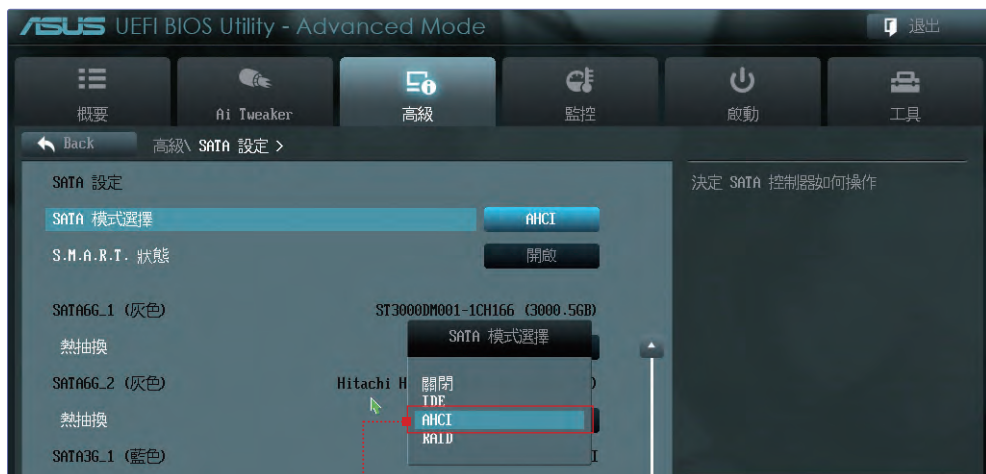 ASUS UEFI BIOS Utility - Advanced Mode
退出
概要
Ai Tweaker
高級
監控
啟動
工具
Back
高級\ SATA 設定 >
SATA 設定
決定 SATA 控制器如何操作
SATA 模式選擇
AHCI
S.M.A.R.T. 狀態
開啟
SATA6G_1 (灰色)
ST3000DM001-1CH166 (3000.5GB)
熱抽換
SATA6G_2 (灰色)
Hitachi H
熱抽換
SATA3G_1 (藍色)
SATA 模式選擇
關閉
IDE
AHCI
RAID